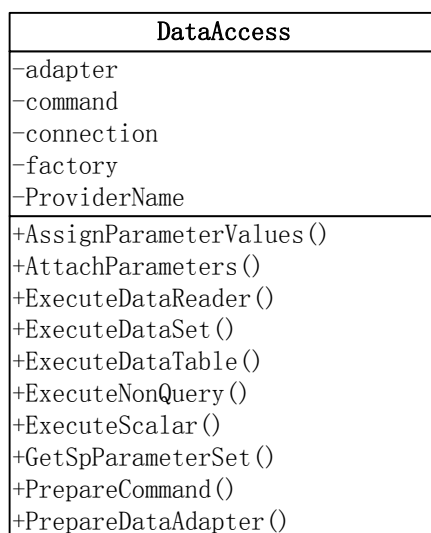 DataAccess
-adapter
-command
-connection
-factory
-ProviderName
+AssignParameterValues()
+AttachParameters()
+ExecuteDataReader()
+ExecuteDataSet()
+ExecuteDataTable()
+ExecuteNonQuery()
+ExecuteScalar()
+GetSpParameterSet()
+PrepareCommand()
+PrepareDataAdapter()